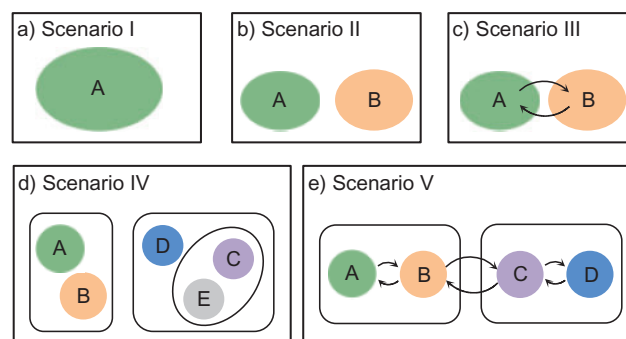 a) Scenario I
A
b) Scenario II
A B
c) Scenario III
A B
d) Scenario IV
A
B
D
C
E
e) Scenario V
A B C D